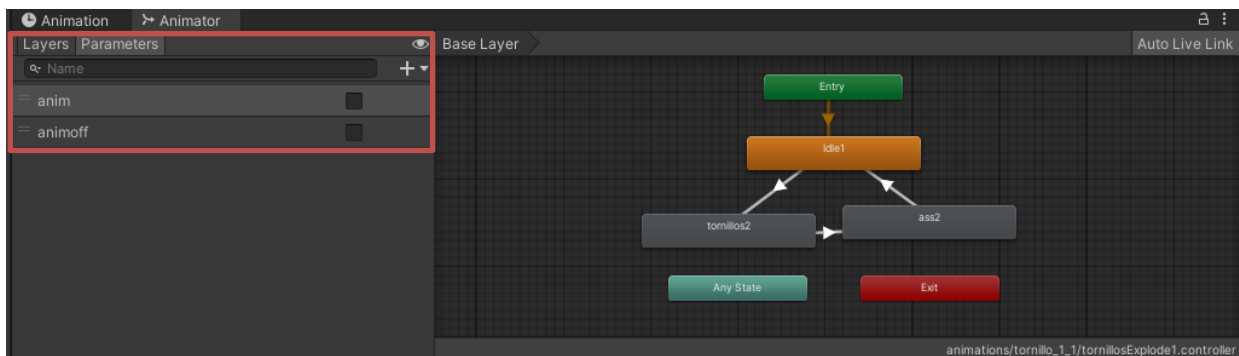 Animation Animator
Layers Parameters
Name
anim
animoff
Base Layer
Auto Live Link
Entry
Idle1
tornillos2
ass2
Any State
Exit
animations/tornillo_1_1/tornillosExplode1.controller